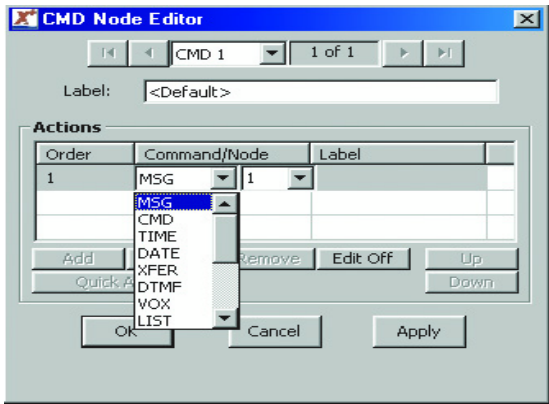 CMD Node Editor
CMD 1 1 of 1
Label: <Default>
Actions
Order Command/Node Label
1 MSG 1
MSG
CMD
TIME
DATE
XFER
DTMF
VOX
LIST
Add Remove Edit Off Up
Quick A Down
OK Cancel Apply